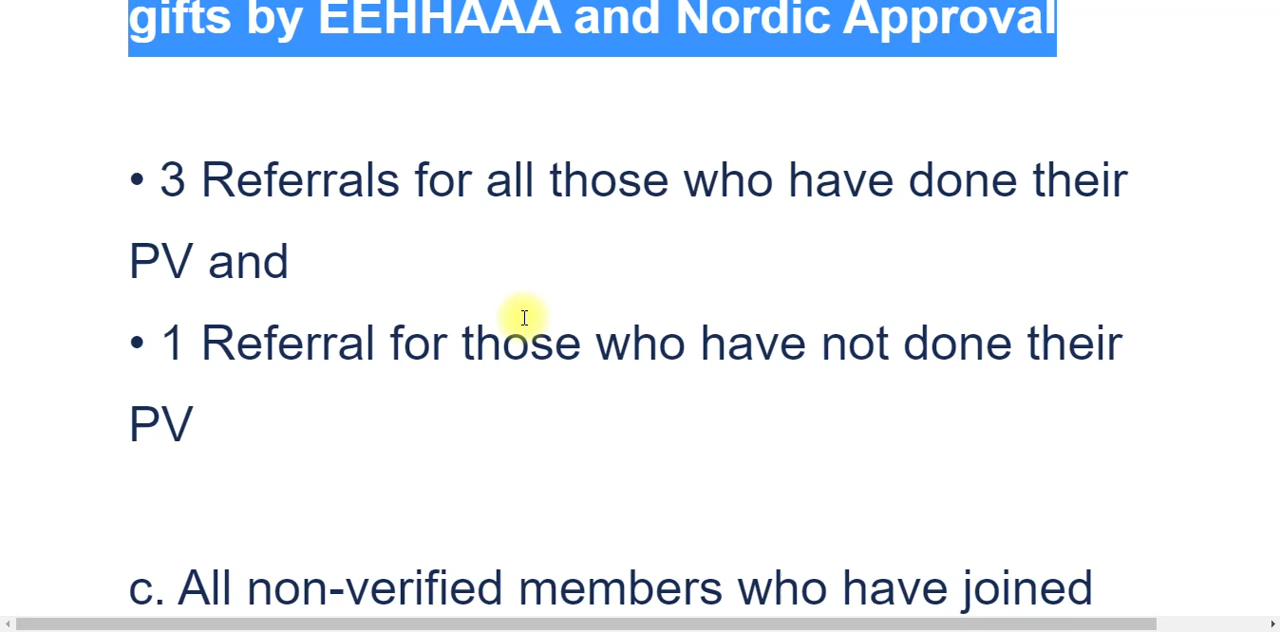 gifts by EEHHAAA and Nordic Approval
• 3 Referrals for all those who have done their
PV and
• 1 Referral for those who have not done their
PV
c. All non-verified members who have joined